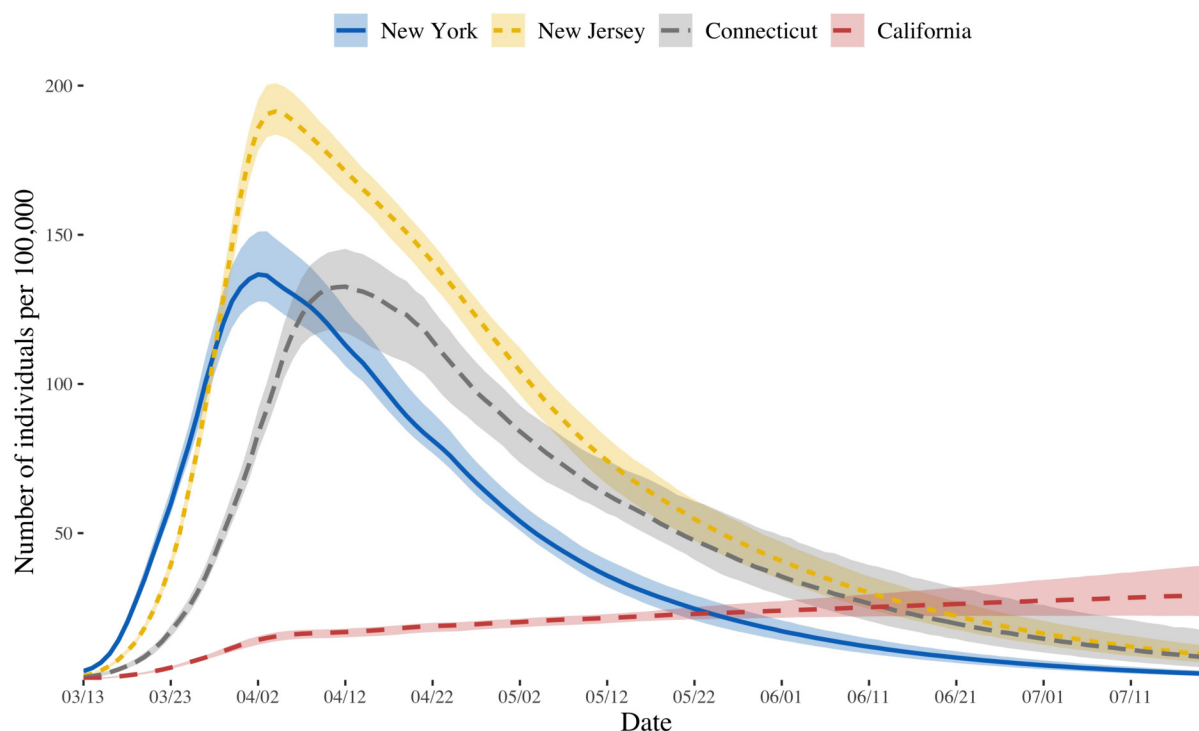 New York New Jersey Connecticut California
200
150
100
50
Number of individuals per 100,000
03/13 03/23 04/02 04/12 04/22 05/02 05/12 05/22 06/01 06/11 06/21 07/01 07/11
Date